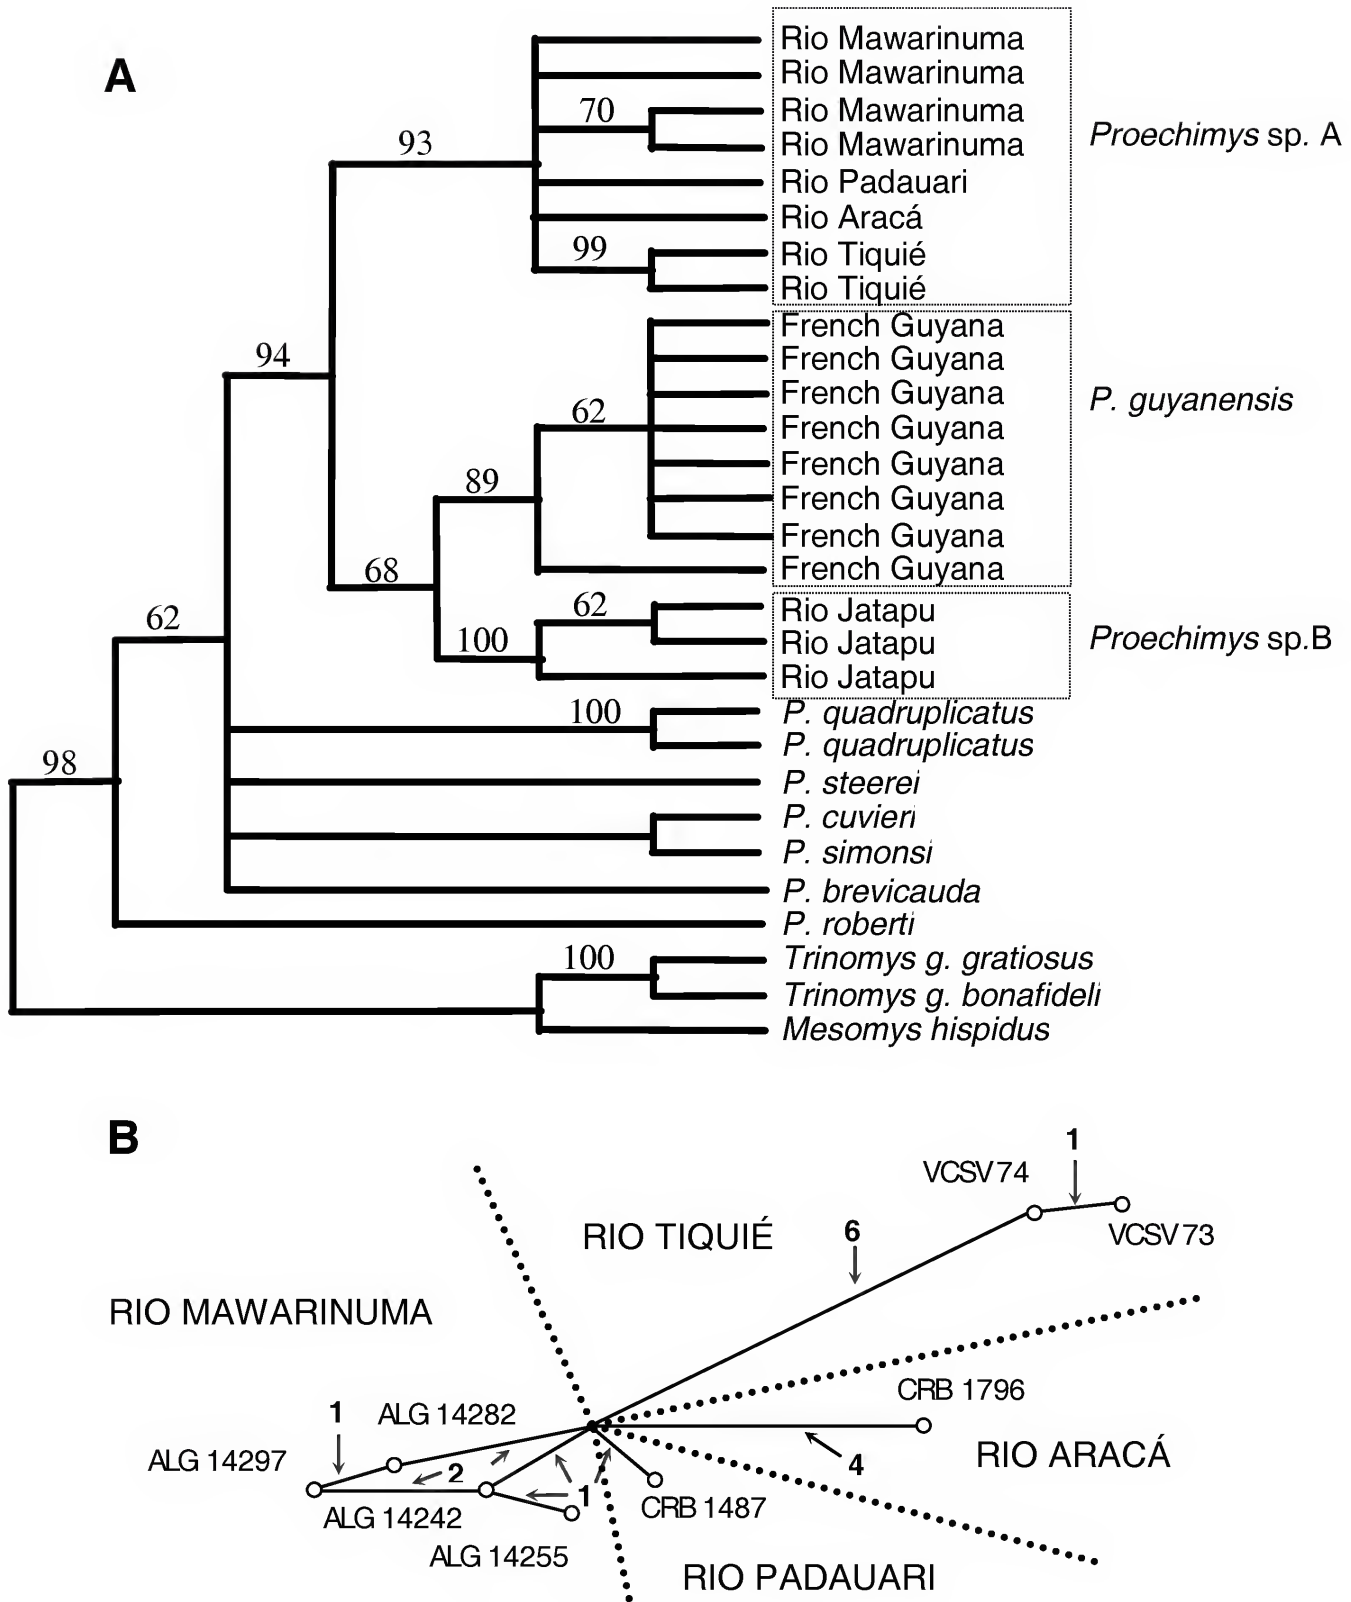 A
93
70
99
94
62
89
68
62
100
62
100
98
100
Rio Mawarinuma
Rio Mawarinuma
Rio Mawarinuma
Rio Mawarinuma
Rio Padauari
Rio Aracá
Rio Tiquié
Rio Tiquié
Proechimys sp. A
French Guyana
French Guyana
French Guyana
French Guyana
French Guyana
French Guyana
French Guyana
French Guyana
P. guyanensis
Rio Jatapu
Rio Jatapu
Rio Jatapu
Proechimys sp.B
P. quadruplicatus
P. quadruplicatus
P. steerei
P. cuvieri
P. simonsi
P. brevicauda
P. roberti
Trinomys g. gratiosus
Trinomys g. bonafideli
Mesomys hispidus
B
1
VCSV 74
VCSV 73
RIO TIQUIÉ
6
RIO MAWARINUMA
CRB 1796
1
ALG 14282
ALG 14297
2
4
RIO ARACÁ
1
CRB 1487
ALG 14242
ALG 14255
RIO PADAUARI